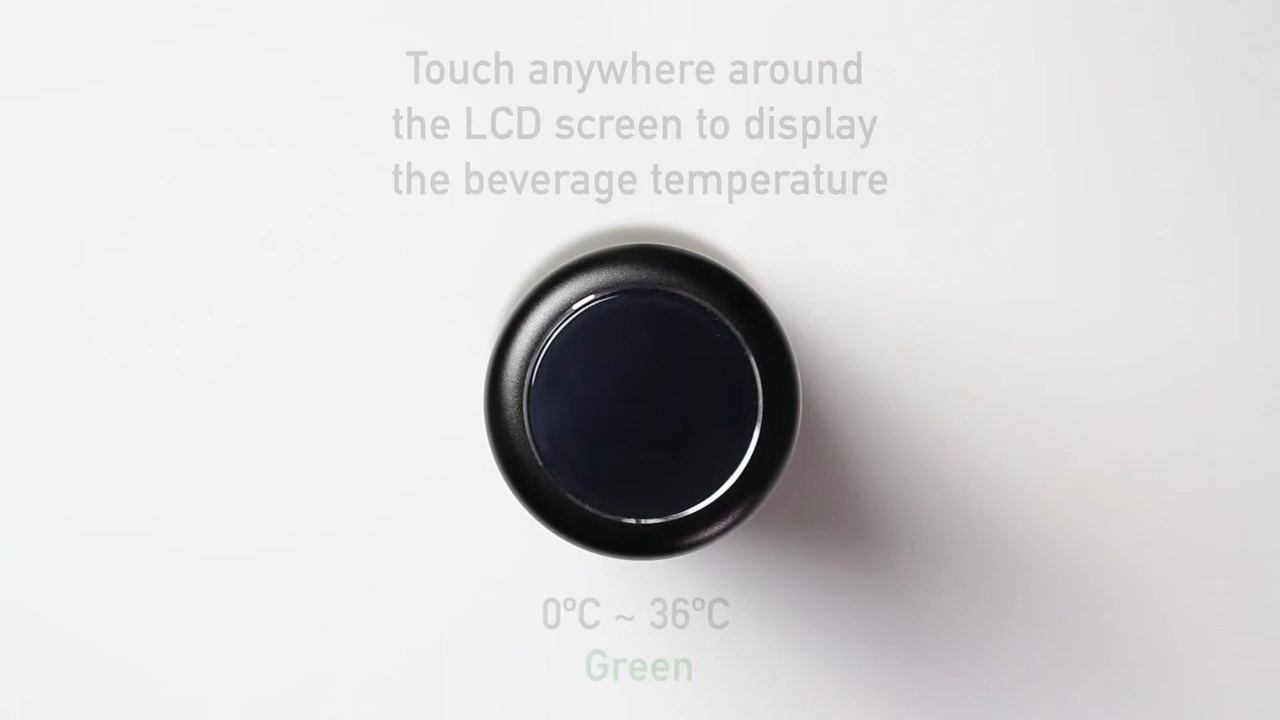 Touch anywhere around
the LCD screen to display
the beverage temperature
0ºC ~ 36ºC
Green